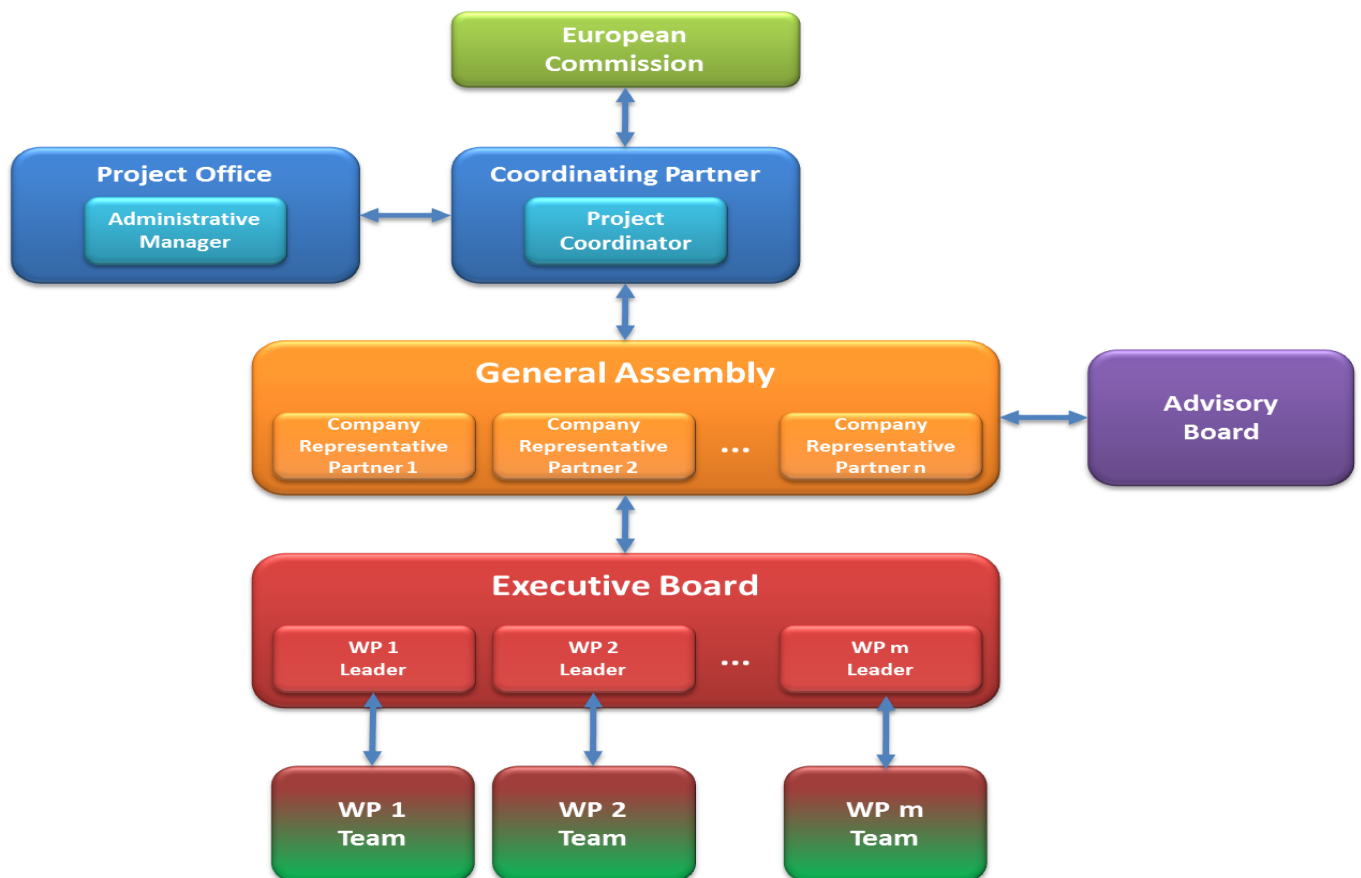 European
Commission
Project Office
Administrative
Manager
Coordinating Partner
Project
Coordinator
General Assembly
Company
Representative
Partner 1
Company
Representative
Partner 2
...
Company
Representative
Partner n
Advisory
Board
Executive Board
WP 1
Leader
WP 2
Leader
...
WP m
Leader
WP 1
Team
WP 2
Team
WP m
Team